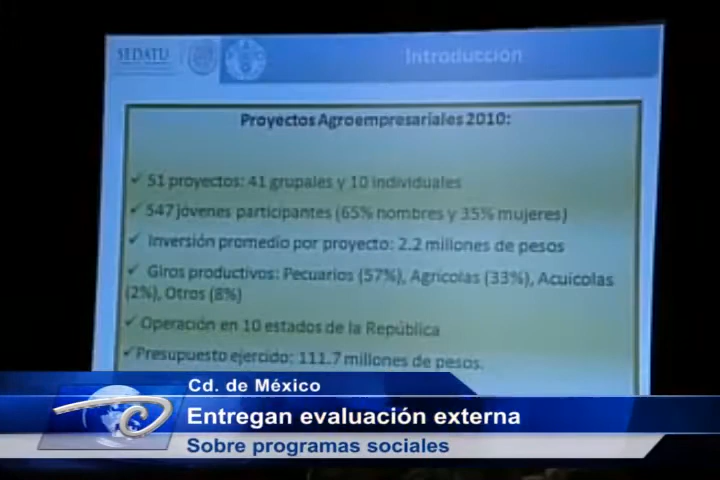 SEDATU
Introducción
Proyectos Agroempresariales 2010:
✓ 51 proyectos: 41 grupales y 10 individuales
✓ 547 jóvenes participantes (65% hombres y 35% mujeres)
✓ Inversión promedio por proyecto: 2.2 millones de pesos
✓ Giros productivos: Pecuarios (57%), Agrícolas (33%), Acuícolas
(2%), Otros (8%)
✓ Operación en 10 estados de la República
✓ Presupuesto ejercido: 111.7 millones de pesos.
Cd. de México
Entregan evaluación externa
Sobre programas sociales